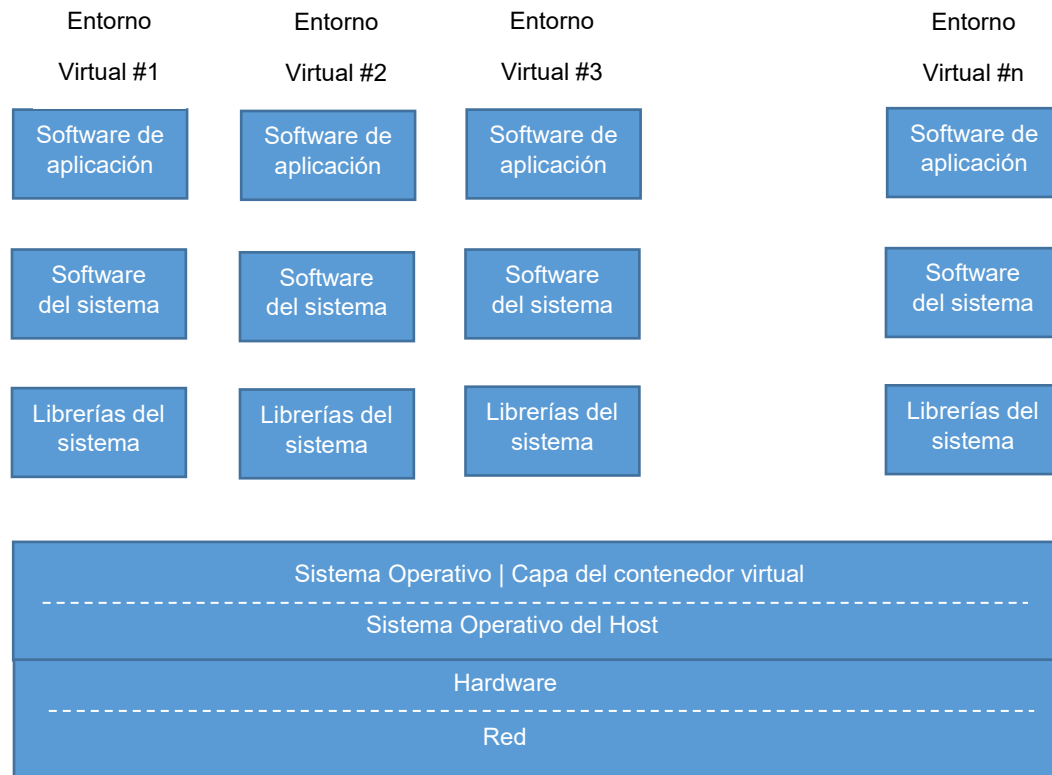 Entorno
Virtual #1
Entorno
Virtual #2
Entorno
Virtual #3
Entorno
Virtual #n
Software de
aplicación
Software de
aplicación
Software de
aplicación
Software de
aplicación
Software
del sistema
Software
del sistema
Software
del sistema
Software
del sistema
Librerías del
sistema
Librerías del
sistema
Librerías del
sistema
Librerías del
sistema
Sistema Operativo | Capa del contenedor virtual
Sistema Operativo del Host
Hardware
Red